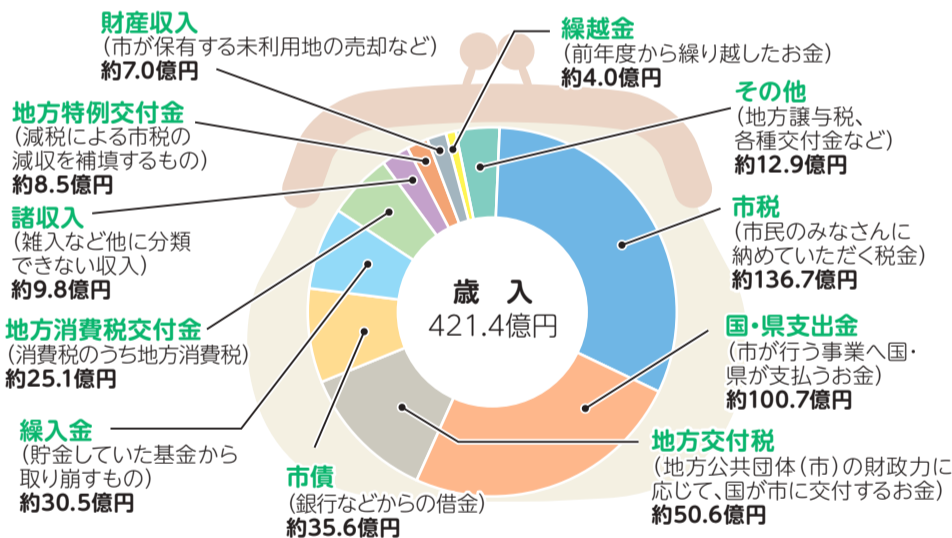 財産収入
(市が保有する未利用地の売却など)
約7.0億円
繰越金
(前年度から繰り越したお金)
約4.0億円
その他
(地方譲与税、
各種交付金など)
約12.9億円
地方特例交付金
(減税による市税の
減収を補填するもの)
約8.5億円
諸収入
(雑入など他に分類
できない収入)
約9.8億円
市税
(市民のみなさんに
納めていただく税金)
約136.7億円
歳 入
421.4億円
地方消費税交付金
(消費税のうち地方消費税)
約25.1億円
国・県支出金
(市が行う事業へ国・
県が支払うお金)
約100.7億円
繰入金
(貯金していた基金から
取り崩すもの)
約30.5億円
市債
(銀行などからの借金)
約35.6億円
地方交付税
(地方公共団体(市)の財政力に
応じて、国が市に交付するお金)
約50.6億円